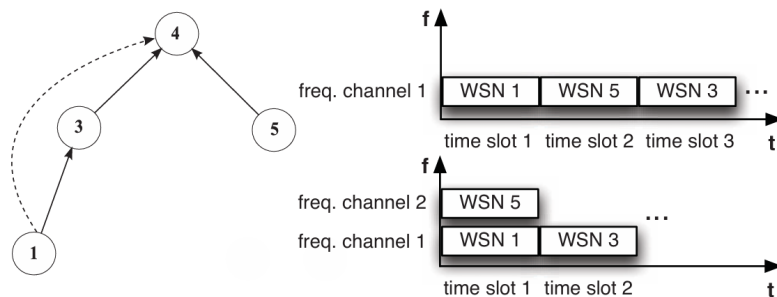 4
3
5
1
f
freq. channel 1 WSN 1 WSN 5 WSN 3 ...
time slot 1 time slot 2 time slot 3 t
f
freq. channel 2 WSN 5 ...
freq. channel 1 WSN 1 WSN 3
time slot 1 time slot 2 t